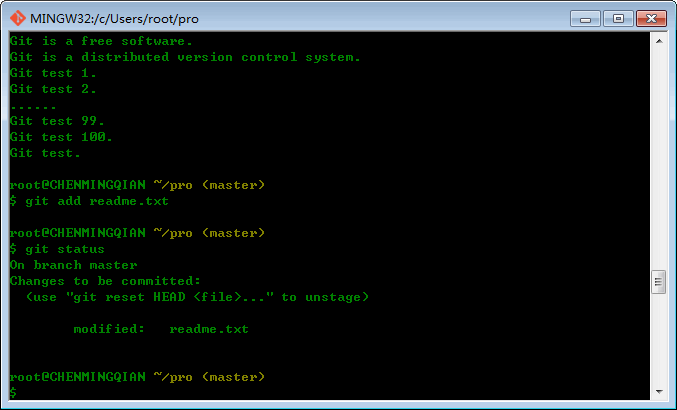 MINGW32:/c/Users/root/pro
Git is a free software.
Git is a distributed version control system.
Git test 1.
Git test 2.
......
Git test 99.
Git test 100.
Git test.
root@CHENMINGQIAN ~/pro (master)
$ git add readme.txt
root@CHENMINGQIAN ~/pro (master)
$ git status
On branch master
Changes to be committed:
  (use "git reset HEAD <file>..." to unstage)
        modified:   readme.txt
root@CHENMINGQIAN ~/pro (master)
$